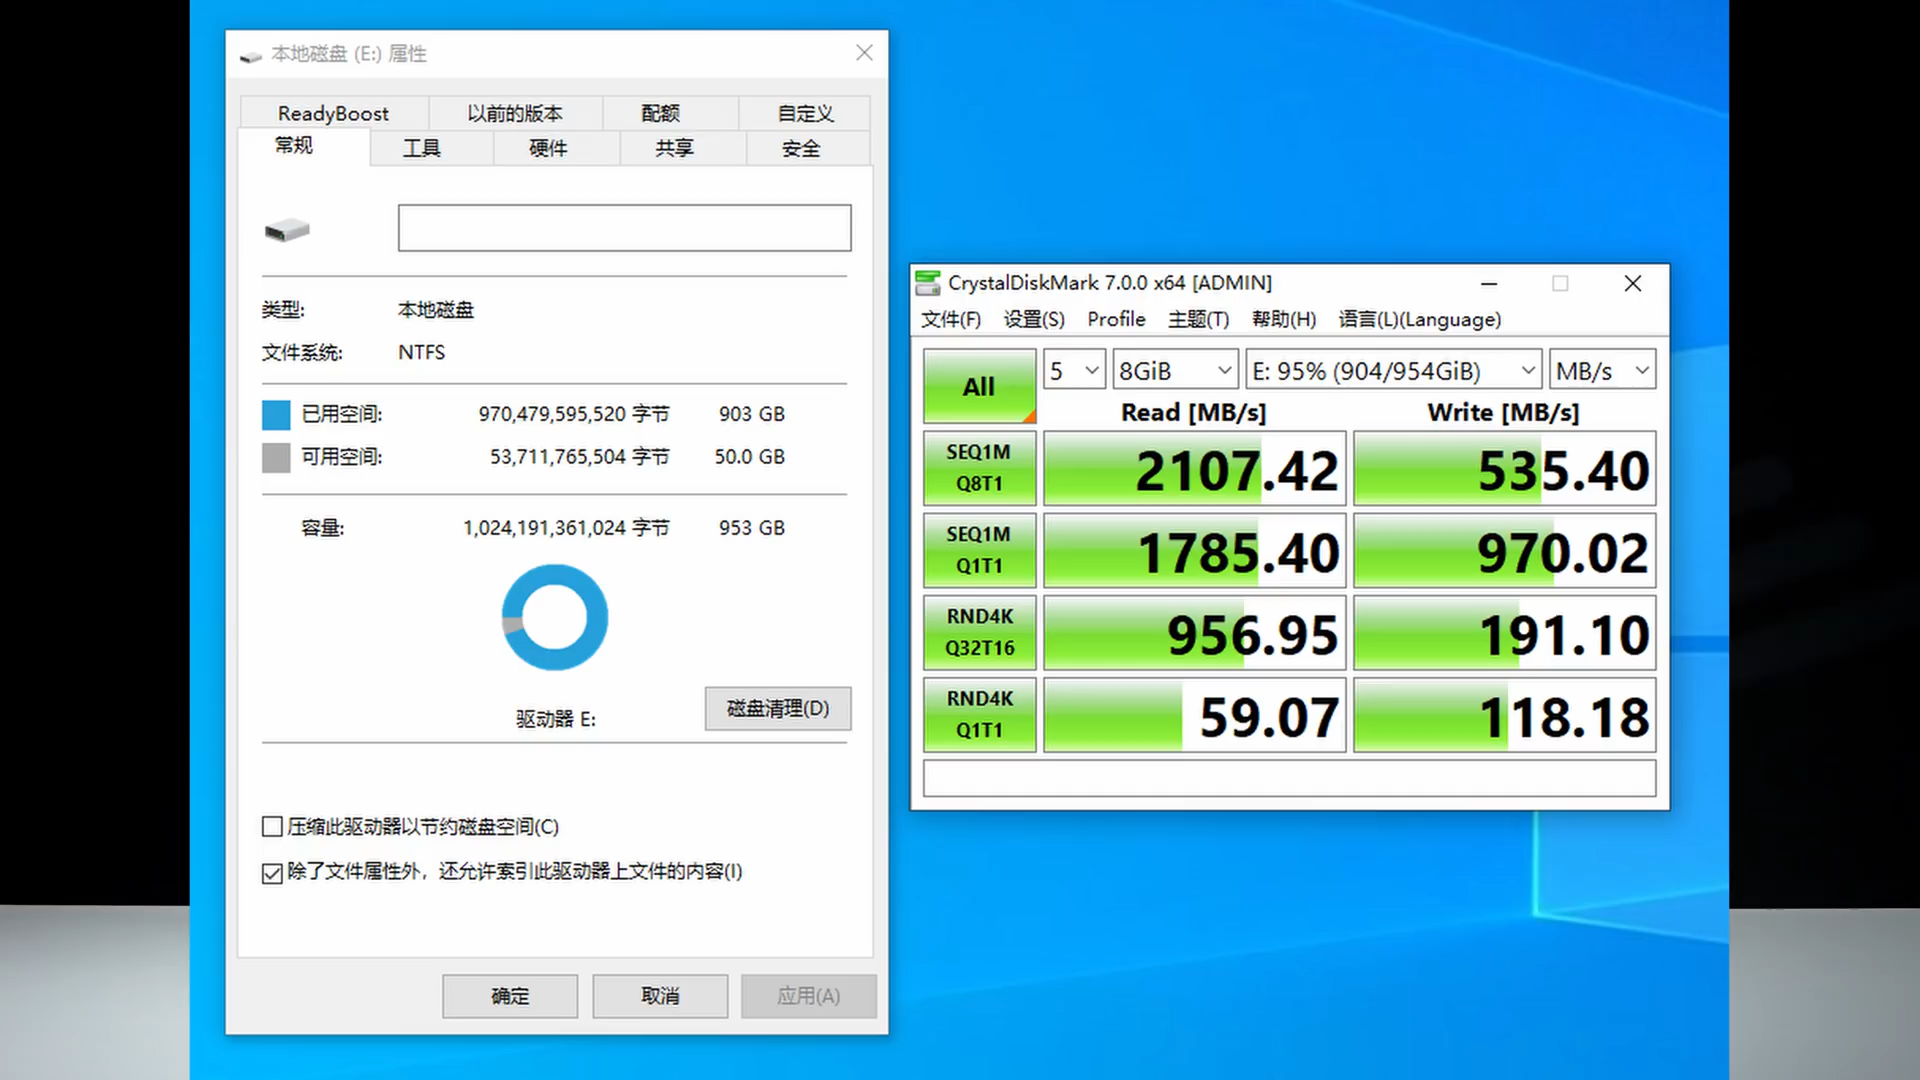 本地磁盘 (E:) 属性
ReadyBoost 以前的版本 配额 自定义
常规 工具 硬件 共享 安全
类型: 本地磁盘
文件系统: NTFS
已用空间: 970,479,595,520 字节 903 GB
可用空间: 53,711,765,504 字节 50.0 GB
容量: 1,024,191,361,024 字节 953 GB
驱动器 E:
磁盘清理(D)
压缩此驱动器以节约磁盘空间(C)
除了文件属性外，还允许索引此驱动器上文件的内容(I)
确定 取消 应用(A)
CrystalDiskMark 7.0.0 x64 [ADMIN]
文件(F) 设置(S) Profile 主题(T) 帮助(H) 语言(L)(Language)
All 5 8GiB E: 95% (904/954GiB) MB/s
Read [MB/s] Write [MB/s]
SEQ1M
Q8T1
2107.42 535.40
SEQ1M
Q1T1
1785.40 970.02
RND4K
Q32T16
956.95 191.10
RND4K
Q1T1
59.07 118.18